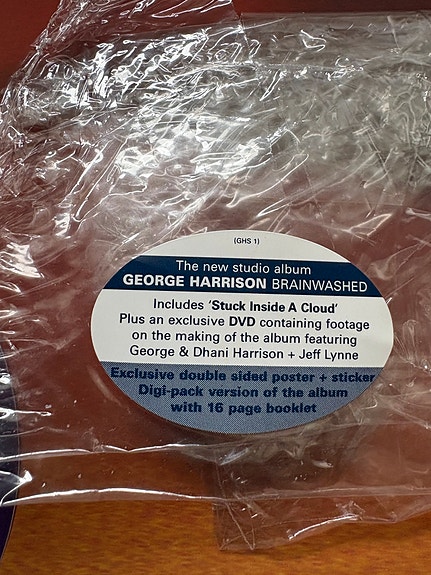 (GHS 1)
The new studio album
GEORGE HARRISON BRAINWASHED
Includes 'Stuck Inside A Cloud'
Plus an exclusive DVD containing footage
on the making of the album featuring
George & Dhani Harrison + Jeff Lynne
Exclusive double sided poster + sticker
Digi-pack version of the album
with 16 page booklet